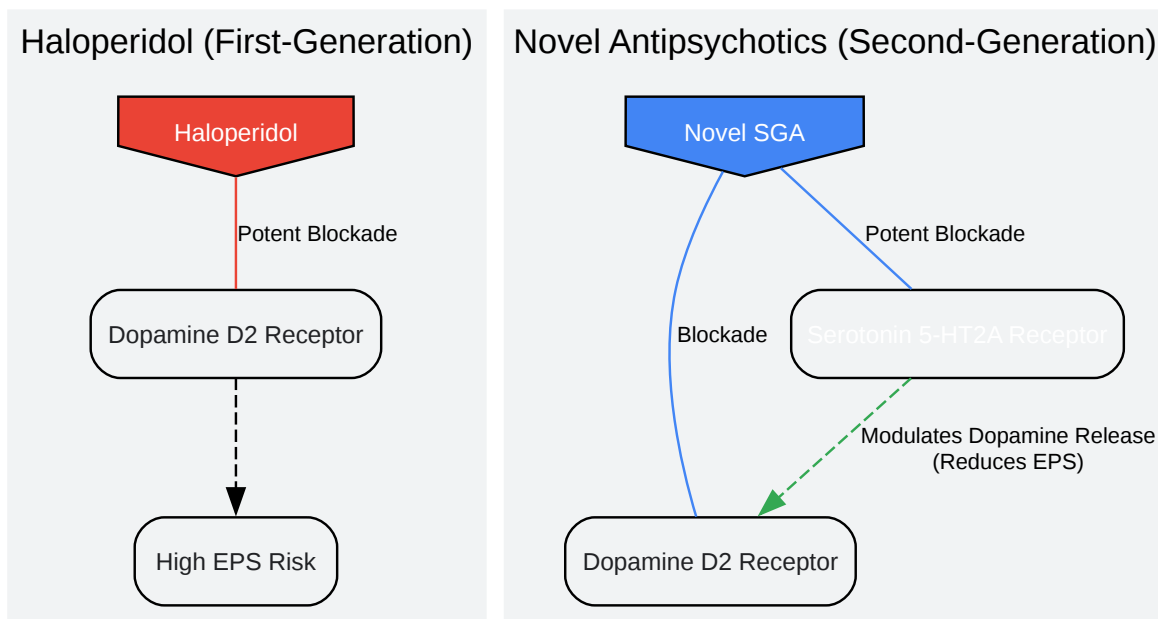 Haloperidol (First-Generation)
Haloperidol
Potent Blockade
Dopamine D2 Receptor
High EPS Risk
Novel Antipsychotics (Second-Generation)
Novel SGA
Potent Blockade
Blockade
Serotonin 5-HT2A Receptor
Modulates Dopamine Release
(Reduces EPS)
Dopamine D2 Receptor